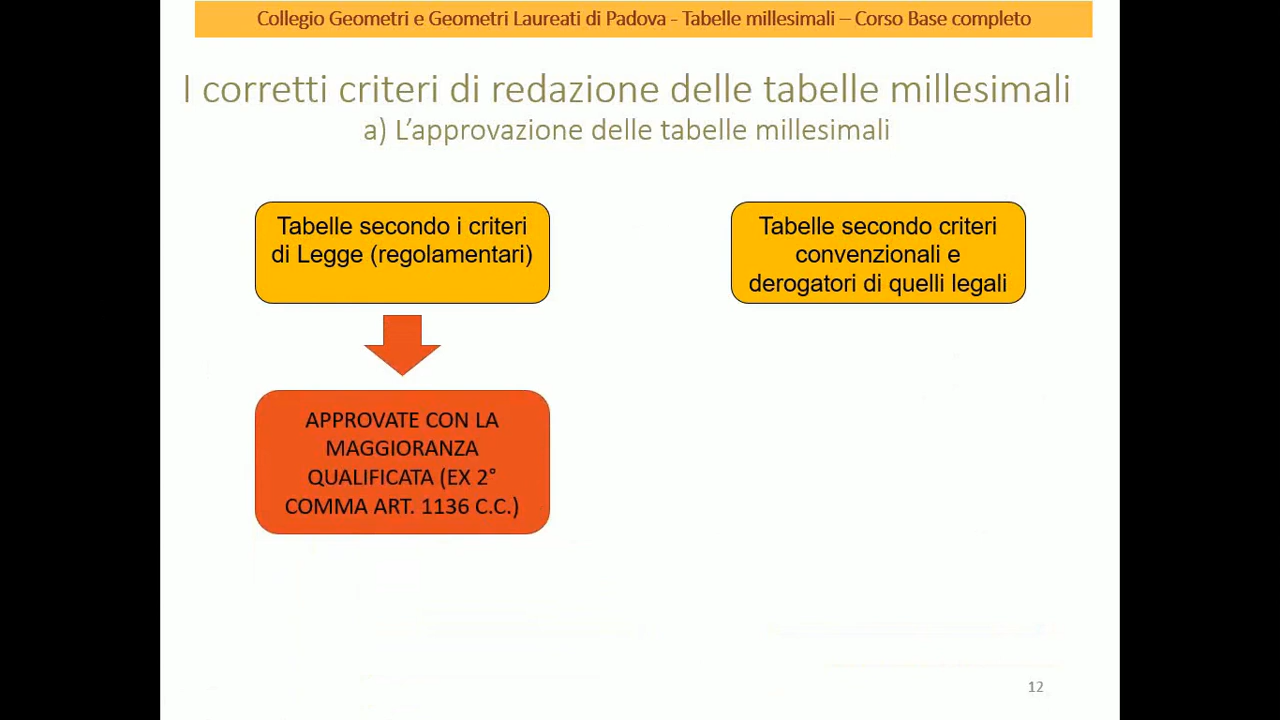 Collegio Geometri e Geometri Laureati di Padova - Tabelle millesimali – Corso Base completo
I corretti criteri di redazione delle tabelle millesimali
a) L’approvazione delle tabelle millesimali
Tabelle secondo i criteri
di Legge (regolamentari)
Tabelle secondo criteri
convenzionali e
derogatori di quelli legali
APPROVATE CON LA
MAGGIORANZA
QUALIFICATA (EX 2°
COMMA ART. 1136 C.C.)
12